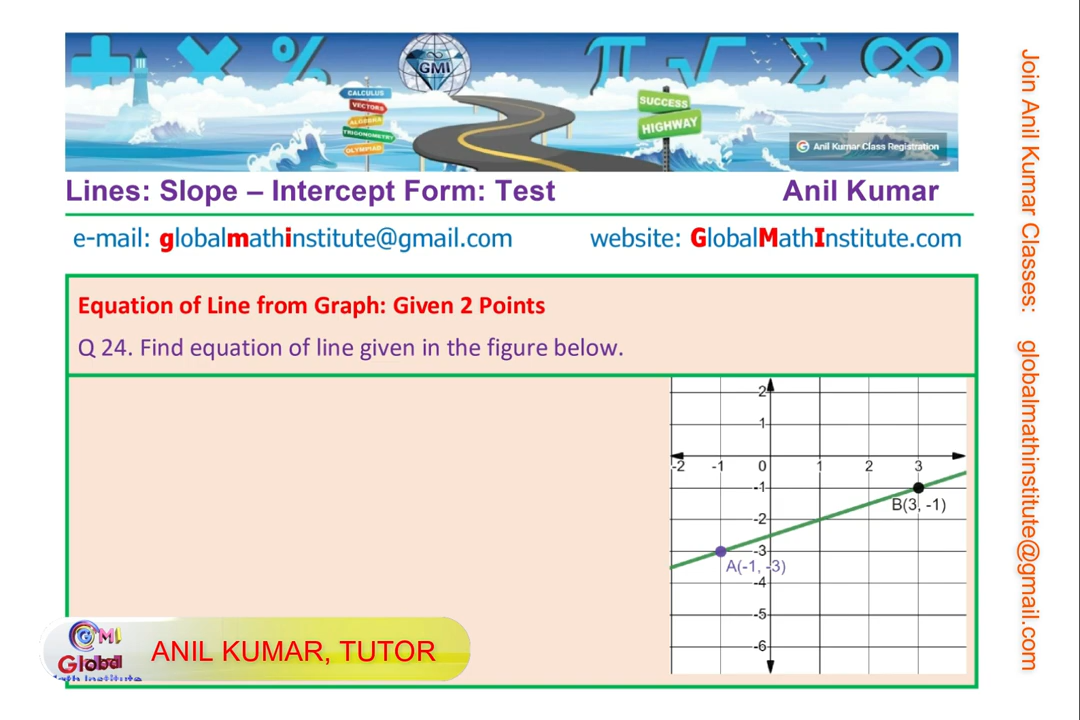 GMI
CALCULUS
VECTORS
ALGEBRA
TRIGONOMETRY
OLYMPIAD
SUCCESS
HIGHWAY
Anil Kumar Class Registration
Lines: Slope – Intercept Form: Test Anil Kumar
e-mail: globalmathinstitute@gmail.com website: GlobalMathInstitute.com
Equation of Line from Graph: Given 2 Points
Q 24. Find equation of line given in the figure below.
2
1
-2 -1 0 1 2 3
-1
B(3, -1)
-2
-3
A(-1, -3)
-4
-5
-6
GMI
Global
Math Institute
ANIL KUMAR, TUTOR
Join Anil Kumar Classes: globalmathinstitute@gmail.com